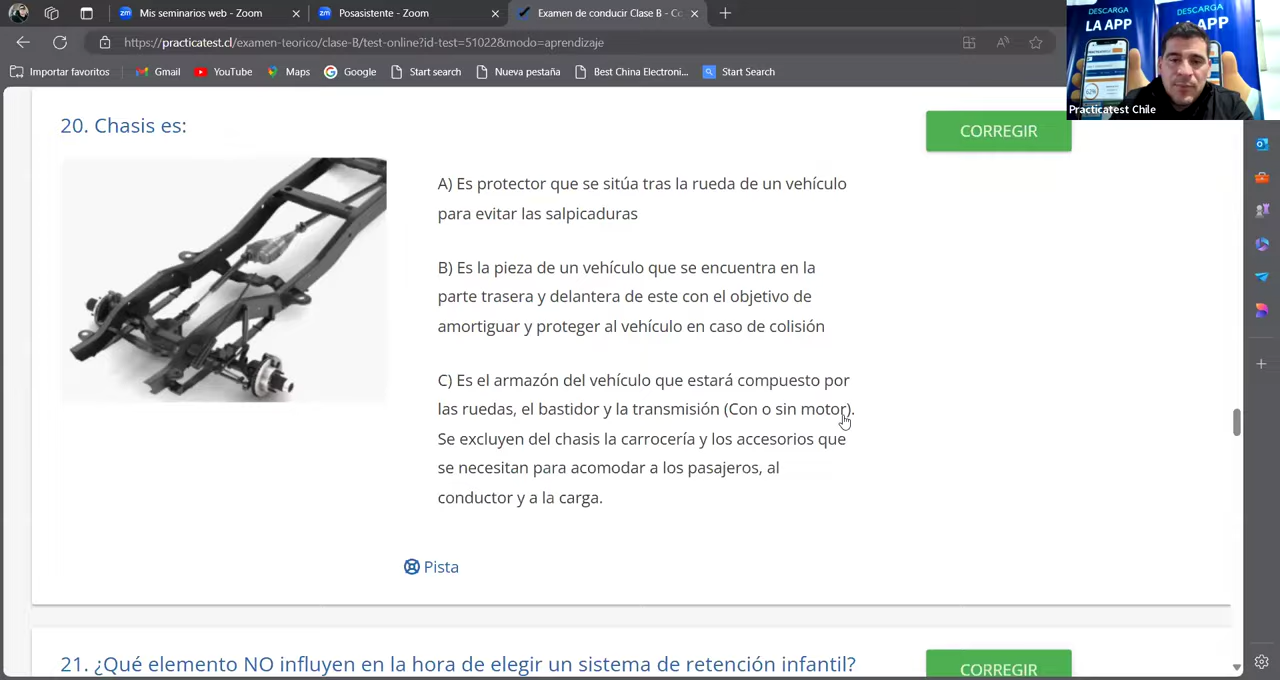 Mis seminarios web - Zoom
Posasistente - Zoom
Examen de conducir Clase B - Co
https://practicatest.cl/examen-teorico/clase-B/test-online?id-test=51022&modo=aprendizaje
Importar favoritos
Gmail
YouTube
Maps
Google
Start search
Nueva pestaña
Best China Electroni...
Start Search
DESCARGA
LA APP
DESCARGA
LA APP
Practicatest Chile
20. Chasis es:
CORREGIR
A) Es protector que se sitúa tras la rueda de un vehículo
para evitar las salpicaduras
B) Es la pieza de un vehículo que se encuentra en la
parte trasera y delantera de este con el objetivo de
amortiguar y proteger al vehículo en caso de colisión
C) Es el armazón del vehículo que estará compuesto por
las ruedas, el bastidor y la transmisión (Con o sin motor).
Se excluyen del chasis la carrocería y los accesorios que
se necesitan para acomodar a los pasajeros, al
conductor y a la carga.
Pista
21. ¿Qué elemento NO influyen en la hora de elegir un sistema de retención infantil?
CORREGIR